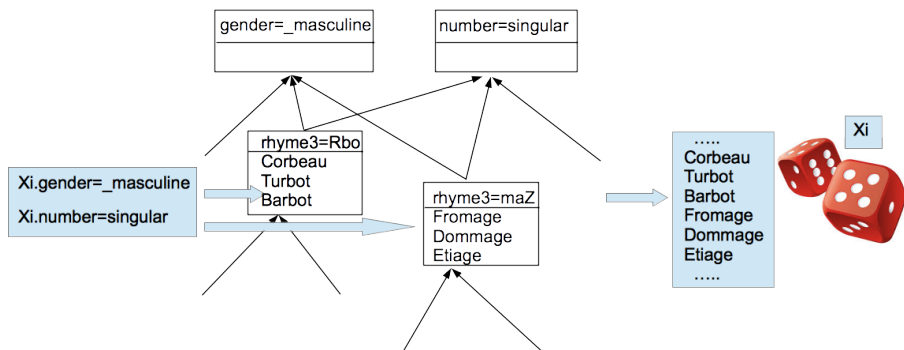 gender=_masculine
number=singular
rhyme3=Rbo
Corbeau
Turbot
Barbot
Xi.gender=_masculine
Xi.number=singular
rhyme3=maZ
Fromage
Dommage
Etiage
.....
Corbeau
Turbot
Barbot
Fromage
Dommage
Etiage
.....
Xi